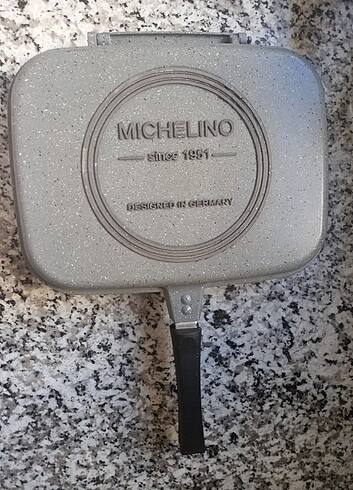 MICHELINO
since 1951
DESIGNED IN GERMANY